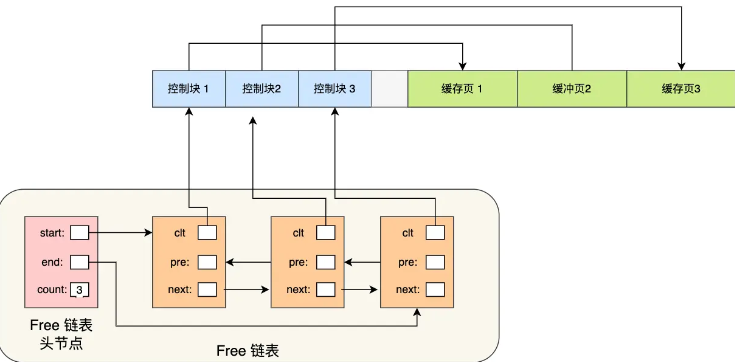 控制块 1
控制块2
控制块 3
缓存页 1
缓冲页2
缓存页3
start:
end:
count: 3
clt
pre:
next:
clt
pre:
next:
clt
pre:
next:
Free 链表
头节点
Free 链表